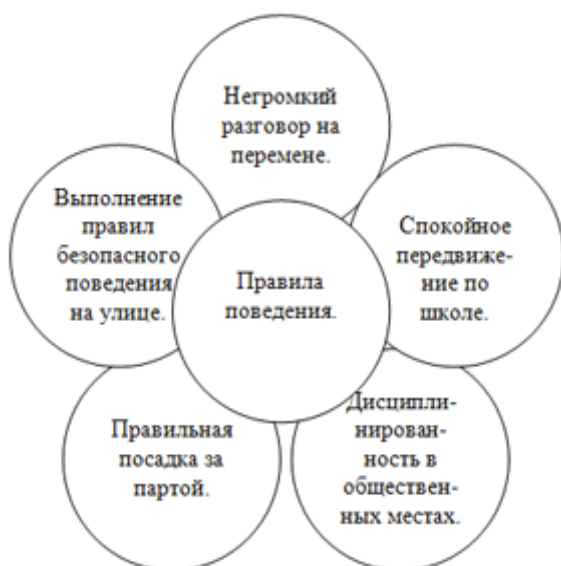 Негромкий
разговор на
перемене.
Выполнение
правил
безопасного
поведения
на улице.
Спокойное
передвиже-
ние по
школе.
Правила
поведения.
Правильная
посадка за
партой.
Дисципли-
нирован-
ность в
обществен-
ных местах.